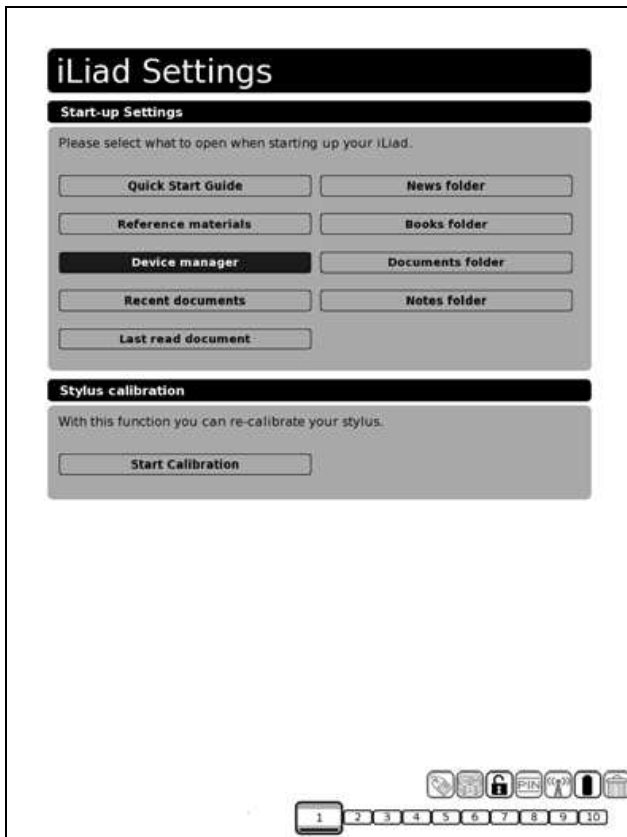 iLiad Settings
Start-up Settings
Please select what to open when starting up your iLiad.
Quick Start Guide News folder
Reference materials Books folder
Device manager Documents folder
Recent documents Notes folder
Last read document
Stylus calibration
With this function you can re-calibrate your stylus.
Start Calibration
PIN
1 2 3 4 5 6 7 8 9 10